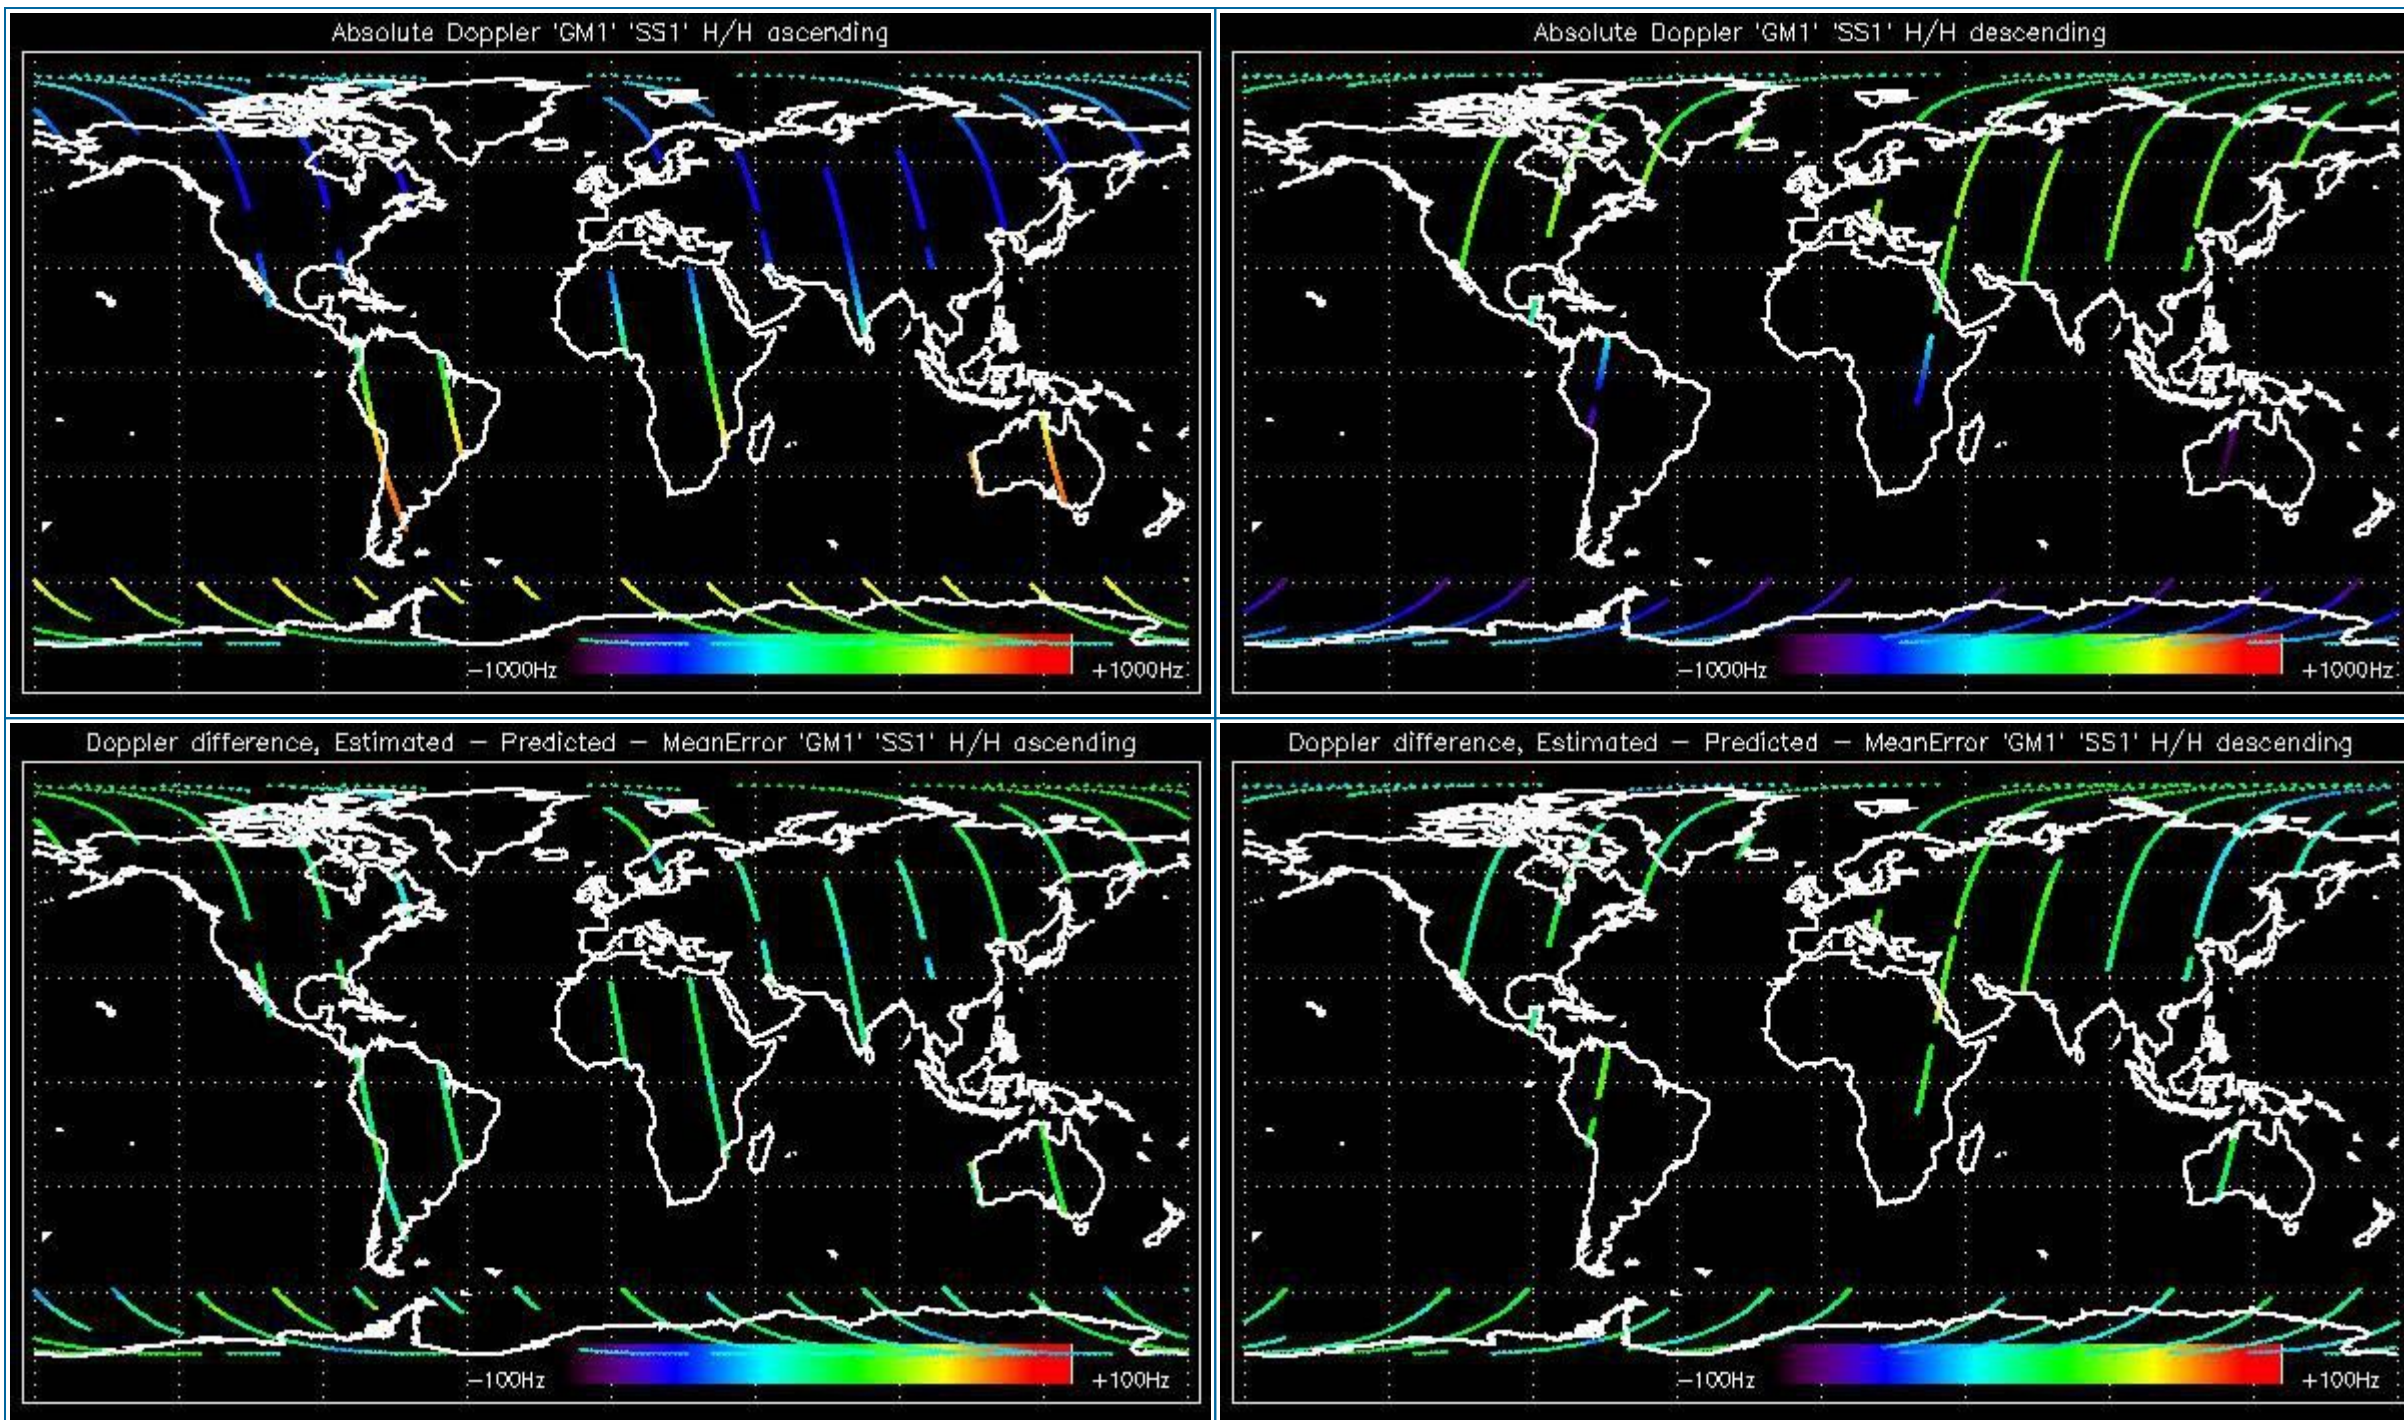 Absolute Doppler 'GM1' 'SS1' H/H ascending
-1000Hz
+1000Hz
Absolute Doppler 'GM1' 'SS1' H/H descending
-1000Hz
+1000Hz
Doppler difference, Estimated - Predicted - MeanError 'GM1' 'SS1' H/H ascending
-100Hz
+100Hz
Doppler difference, Estimated - Predicted - MeanError 'GM1' 'SS1' H/H descending
-100Hz
+100Hz